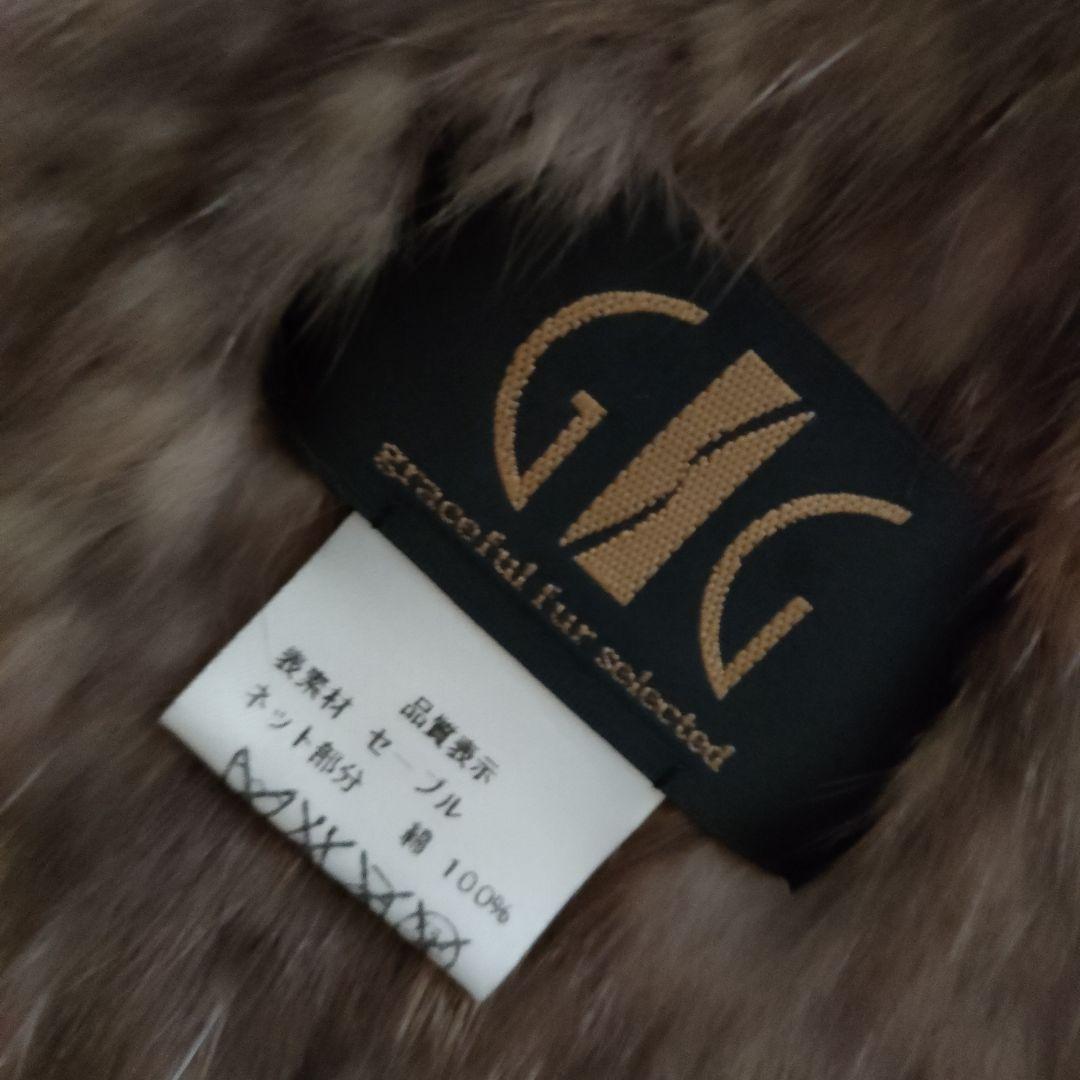 GIG
graceful fur selected
品質表示
表素材 セーブル
ネット部分 綿 100%